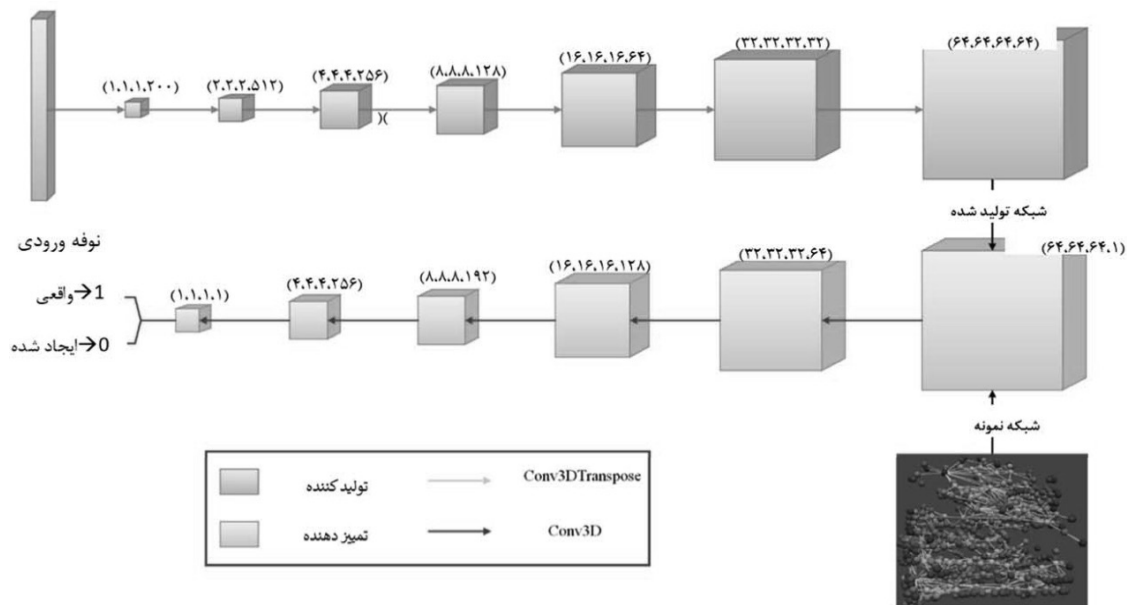 (۱،۱،۱،۲۰۰)
(۲،۲،۲،۵۱۲)
(۴،۴،۴،۲۵۶)
)(
(۸،۸،۸،۱۲۸)
(۱۶،۱۶،۱۶،۶۴)
(۳۲،۳۲،۳۲،۳۲)
(۶۴،۶۴،۶۴،۶۴)
شبکه تولید شده
نوفه ورودی
(۶۴،۶۴،۶۴،۱)
(۳۲،۳۲،۳۲،۶۴)
(۱۶،۱۶،۱۶،۱۲۸)
(۸،۸،۸،۱۹۲)
(۴،۴،۴،۲۵۶)
(۱،۱،۱،۱)
1→واقعی
0→ایجاد شده
شبکه نمونه
تولید کننده
Conv3DTranspose
تمییز دهنده
Conv3D